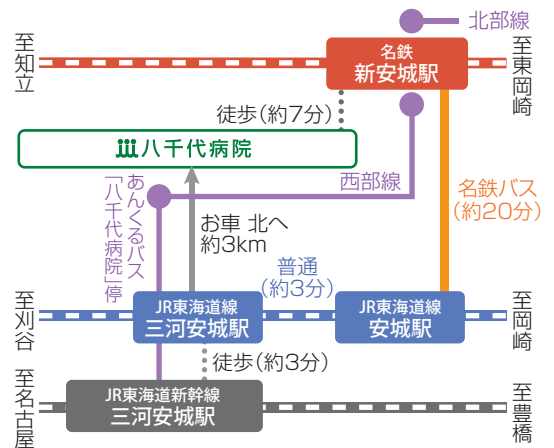 北部線
至知立
名鉄
新安城駅
至東岡崎
徒歩(約7分)
八千代病院
あんくるバス
「八千代病院」停
西部線
名鉄バス
(約20分)
お車 北へ
約3km
普通
(約3分)
至刈谷
JR東海道線
三河安城駅
JR東海道線
安城駅
至岡崎
徒歩(約3分)
至名古屋
JR東海道新幹線
三河安城駅
至豊橋